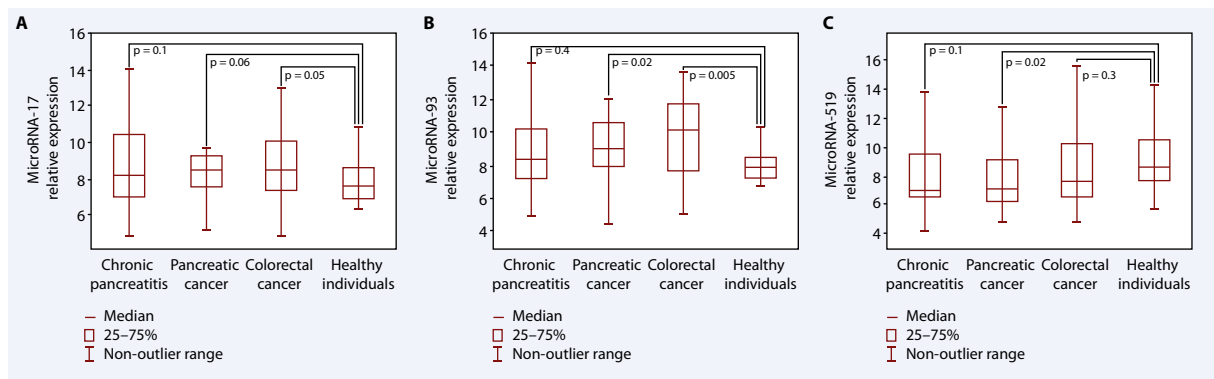 A
MicroRNA-17
relative expression
16
14
12
10
8
6
p = 0.1
p = 0.06
p = 0.05
Chronic
pancreatitis
Pancreatic
cancer
Colorectal
cancer
Healthy
individuals
Median
25–75%
Non-outlier range
B
MicroRNA-93
relative expression
16
14
12
10
8
6
4
p = 0.4
p = 0.02
p = 0.005
Chronic
pancreatitis
Pancreatic
cancer
Colorectal
cancer
Healthy
individuals
Median
25–75%
Non-outlier range
C
MicroRNA-519
relative expression
16
14
12
10
8
6
4
p = 0.1
p = 0.02
p = 0.3
Chronic
pancreatitis
Pancreatic
cancer
Colorectal
cancer
Healthy
individuals
Median
25–75%
Non-outlier range